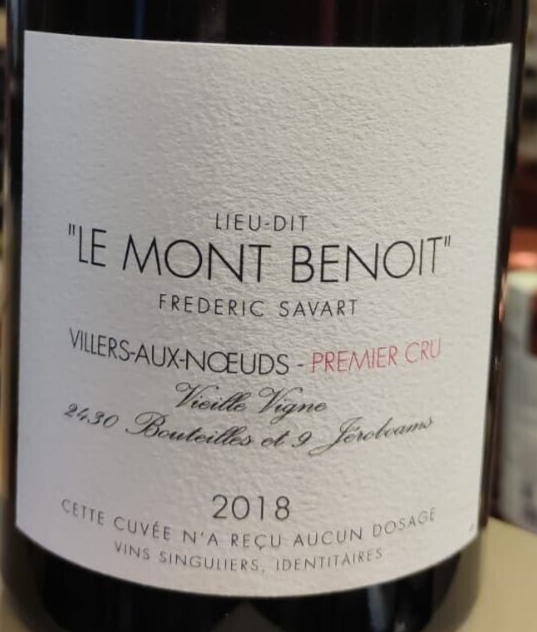 LIEU-DIT
"LE MONT BENOIT"
FREDERIC SAVART
VILLERS-AUX-NŒUDS - PREMIER CRU
Vieille Vigne
2430 Bouteilles et 9 Jéroboams
2018
CETTE CUVÉE N'A REÇU AUCUN DOSAGE
VINS SINGULIERS, IDENTITAIRES